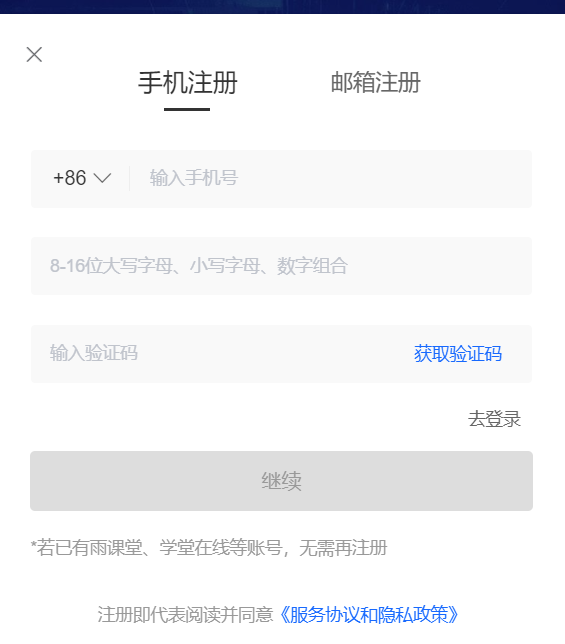 手机注册 邮箱注册
+86 输入手机号
8-16位大写字母、小写字母、数字组合
输入验证码 获取验证码
去登录
继续
*若已有雨课堂、学堂在线等账号，无需再注册
注册即代表阅读并同意《服务协议和隐私政策》